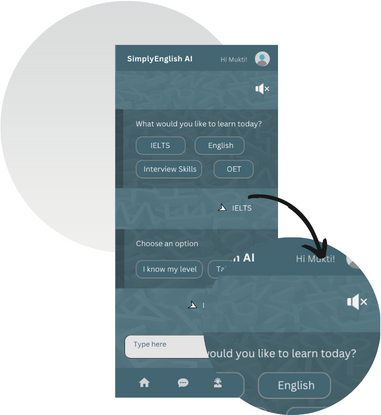 SimplyEnglish AI
Hi Mukti!
What would you like to learn today?
IELTS
English
Interview Skills
OET
IELTS
Choose an option
I know my level
Type here
AI
Hi Mukti!
would you like to learn today?
English